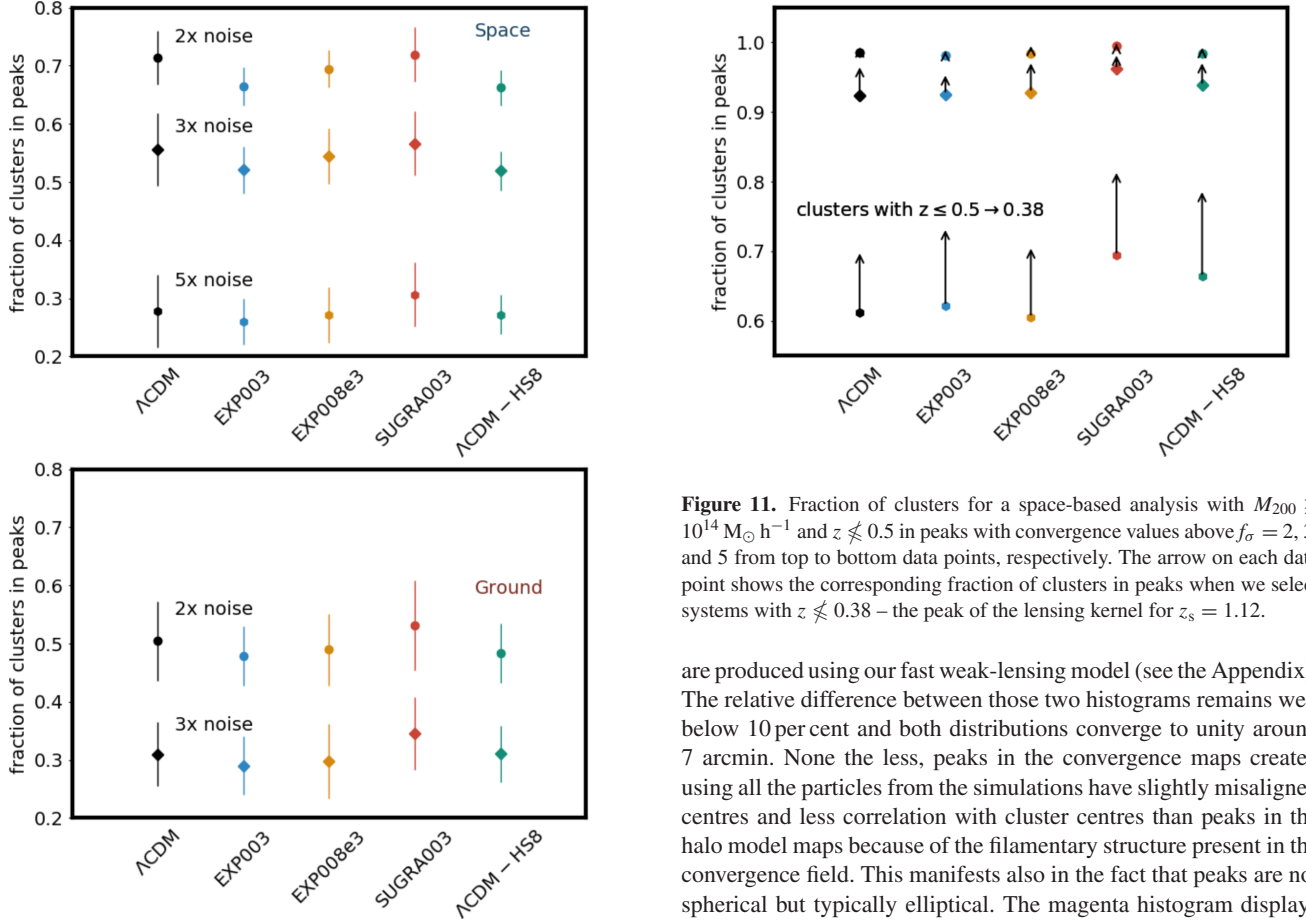 0.8
0.7
0.6
0.5
0.4
0.3
0.2
fraction of clusters in peaks
2x noise
3x noise
5x noise
Space
ΛCDM
EXP003
EXP008e3
SUGRA003
ΛCDM − HS8
0.8
0.7
0.6
0.5
0.4
0.3
0.2
fraction of clusters in peaks
2x noise
3x noise
Ground
ΛCDM
EXP003
EXP008e3
SUGRA003
ΛCDM − HS8
1.0
0.9
0.8
0.7
0.6
fraction of clusters in peaks
clusters with z ≤ 0.5 → 0.38
ΛCDM
EXP003
EXP008e3
SUGRA003
ΛCDM − HS8
Figure 11. Fraction of clusters for a space-based analysis with M₂₀₀
10¹⁴ M⊙ h⁻¹ and z ≰ 0.5 in peaks with convergence values above fσ = 2,
and 5 from top to bottom data points, respectively. The arrow on each dat
point shows the corresponding fraction of clusters in peaks when we selec
systems with z ≰ 0.38 – the peak of the lensing kernel for zₛ = 1.12.
are produced using our fast weak-lensing model (see the Appendix
The relative difference between those two histograms remains we
below 10 per cent and both distributions converge to unity aroun
7 arcmin. None the less, peaks in the convergence maps create
using all the particles from the simulations have slightly misaligne
centres and less correlation with cluster centres than peaks in th
halo model maps because of the filamentary structure present in th
convergence field. This manifests also in the fact that peaks are no
spherical but typically elliptical. The magenta histogram display